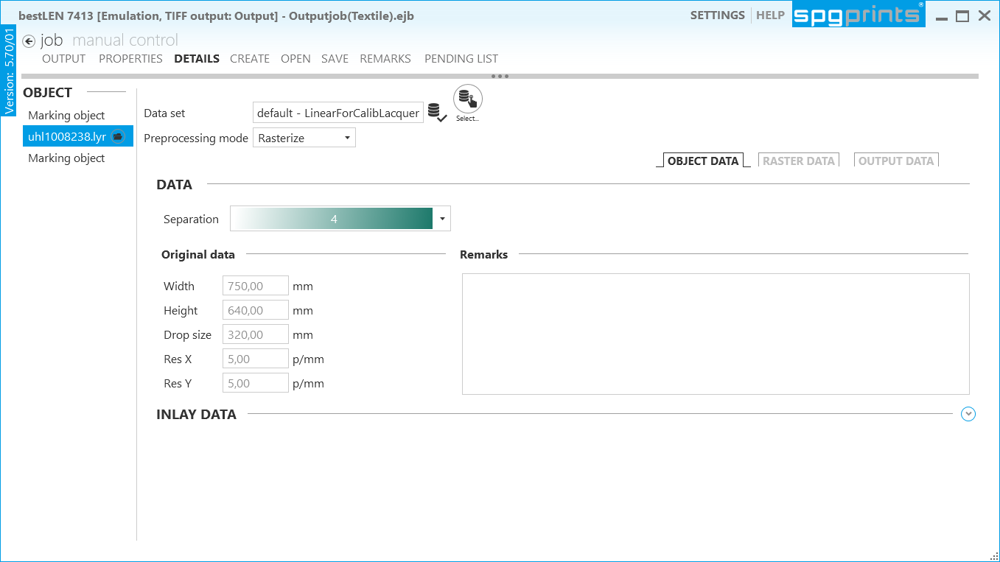 bestLEN 7413 [Emulation, TIFF output: Output] - Outputjob(Textile).ejb
SETTINGS
HELP
spgprints®
Version: 5.70/01
job
manual control
OUTPUT
PROPERTIES
DETAILS
CREATE
OPEN
SAVE
REMARKS
PENDING LIST
OBJECT
Marking object
uhl1008238.lyr
Marking object
Data set
default - LinearForCalibLacquer
Select...
Preprocessing mode
Rasterize
OBJECT DATA
RASTER DATA
OUTPUT DATA
DATA
Separation
4
Original data
Width
750,00
mm
Height
640,00
mm
Drop size
320,00
mm
Res X
5,00
p/mm
Res Y
5,00
p/mm
Remarks
INLAY DATA